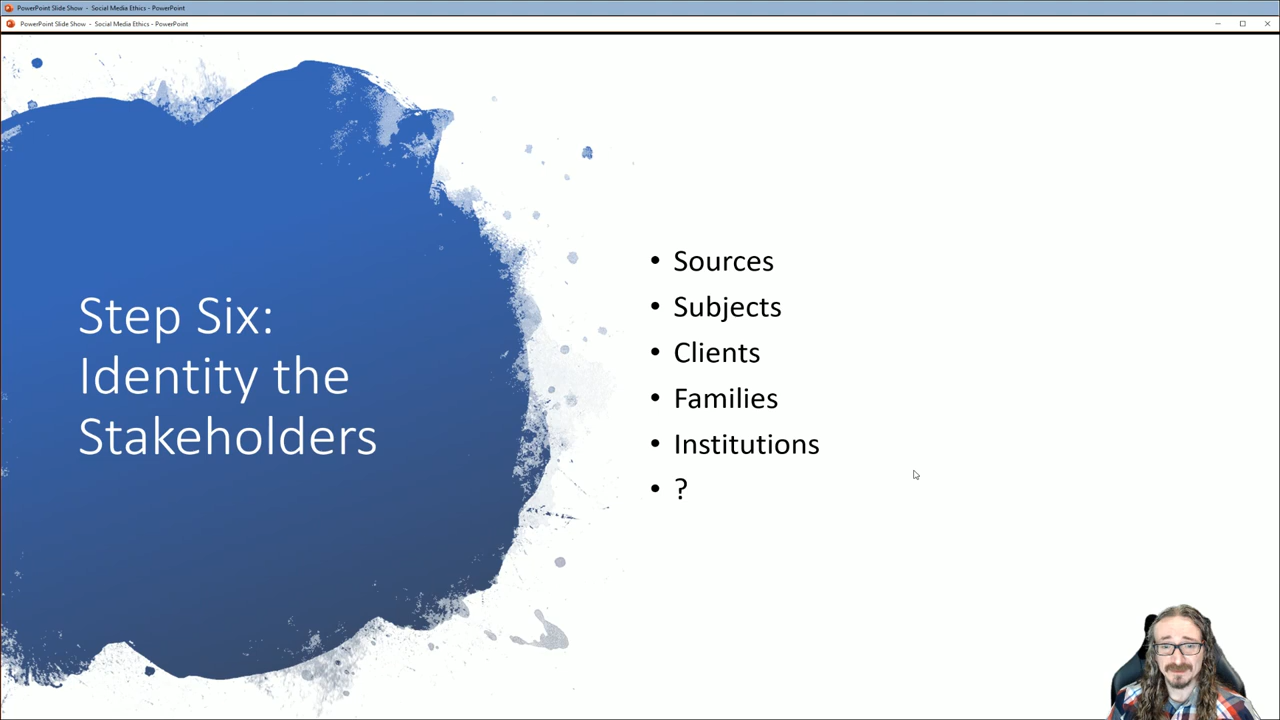 PowerPoint Slide Show - Social Media Ethics - PowerPoint
PowerPoint Slide Show - Social Media Ethics - PowerPoint
Step Six:
Identity the
Stakeholders
• Sources
• Subjects
• Clients
• Families
• Institutions
• ?